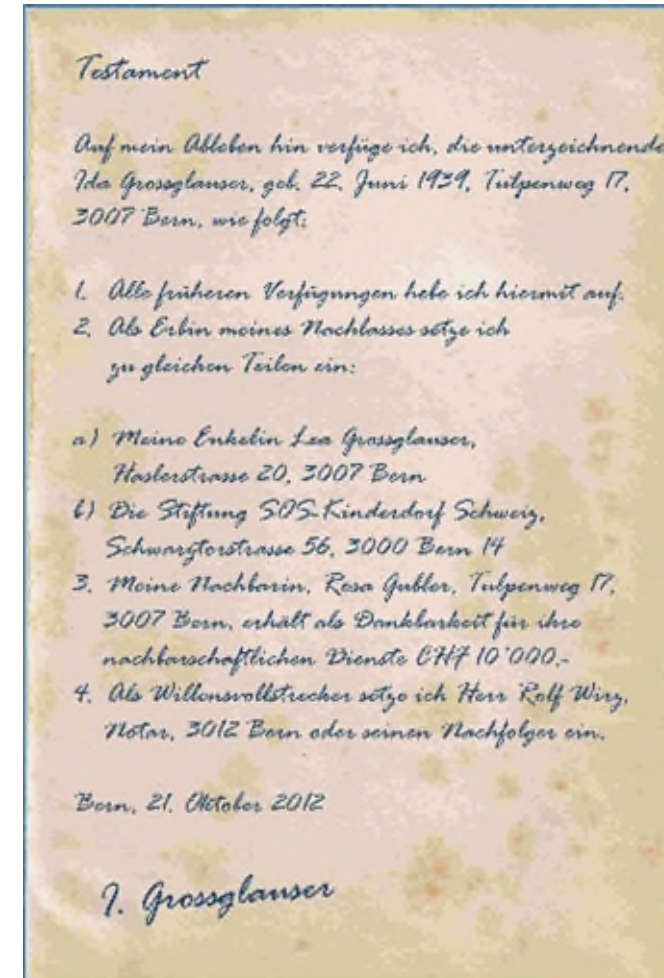 Testament
Auf mein Ableben hin verfüge ich, die unterzeichnende
Ida Grossglauser, geb. 22. Juni 1939, Tulpenweg 17,
3007 Bern, wie folgt:
1. Alle früheren Verfügungen hebe ich hiermit auf.
2. Als Erbin meines Nachlasses setze ich
zu gleichen Teilen ein:
a) Meine Enkelin Lea Grossglauser,
Haslerstrasse 20, 3007 Bern
b) Die Stiftung SOS-Kinderdorf Schweiz,
Schwarztorstrasse 56, 3000 Bern 14
3. Meine Nachbarin, Rosa Gubler, Tulpenweg 17,
3007 Bern, erhält als Dankbarkeit für ihre
nachbarschaftlichen Dienste CHF 10'000.-
4. Als Willensvollstrecker setze ich Herr Rolf Wirz,
Notar, 3012 Bern oder seinen Nachfolger ein.
Bern, 21. Oktober 2012
I. Grossglauser